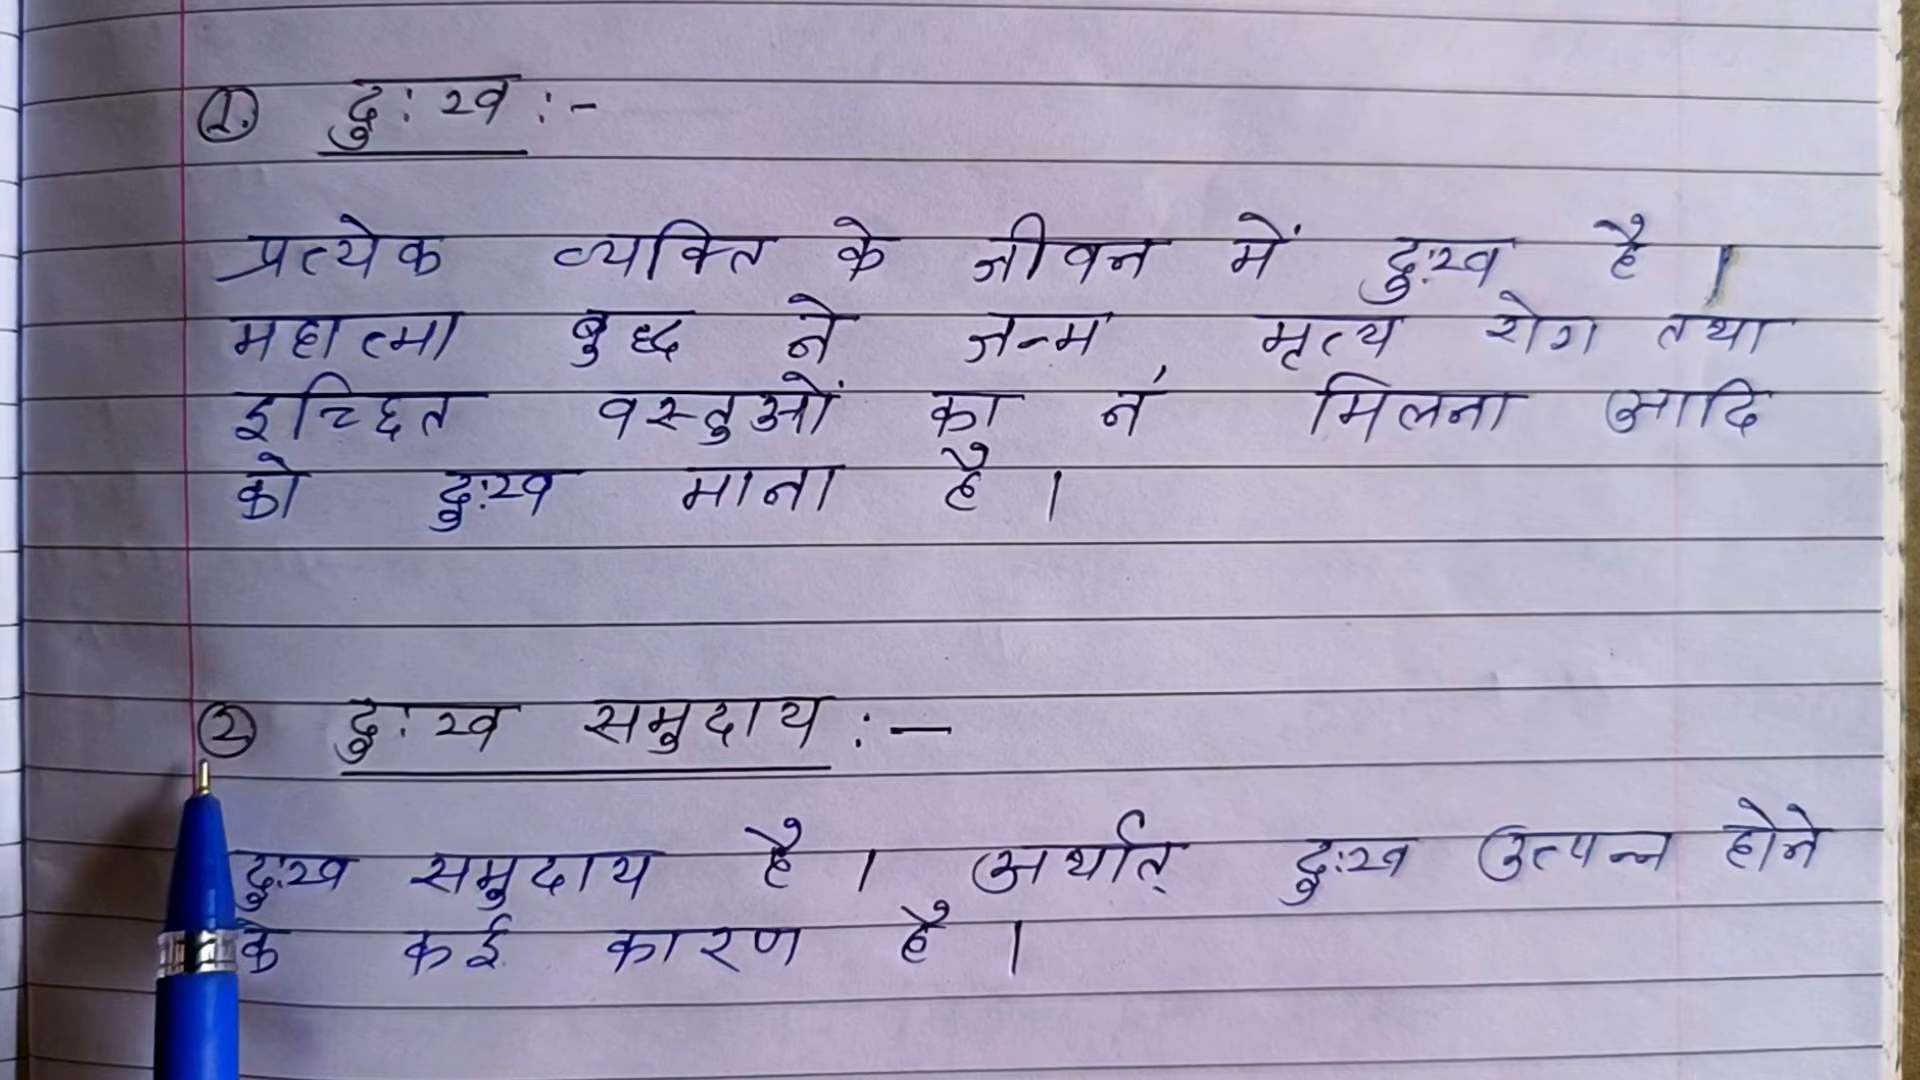 ① दुःख :-
प्रत्येक व्यक्ति के जीवन में दुःख है ।
महात्मा बुद्ध ने जन्म, मृत्य रोग तथा
इच्छित वस्तुओं का न मिलना आदि
को दुःख माना है ।
② दुःख समुदाय :-
दुःख समुदाय है । अर्थात् दुःख उत्पन्न होने
के कई कारण है ।